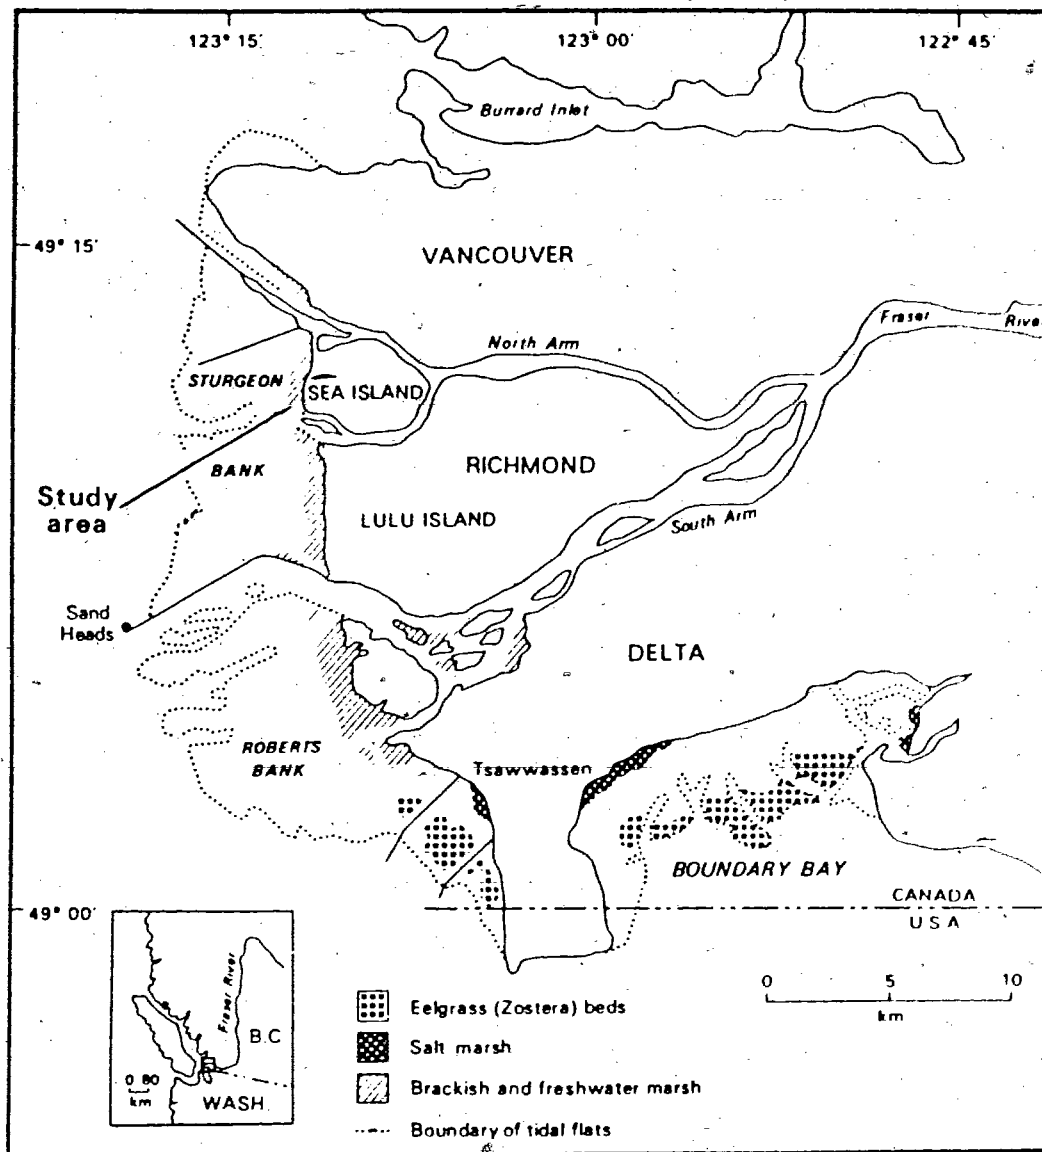 123° 15'
123° 00'
122° 45'
Burrard Inlet
49° 15'
VANCOUVER
Fraser
River
North Arm
STURGEON
SEA ISLAND
BANK
RICHMOND
Study
area
LULU ISLAND
South Arm
Sand
Heads
DELTA
ROBERTS
BANK
Tsawwassen
BOUNDARY BAY
CANADA
U S A
49° 00'
Fraser River
B.C
0 80
km
WASH.
0 5 10
km
Eelgrass (Zostera) beds
Salt marsh
Brackish and freshwater marsh
Boundary of tidal flats